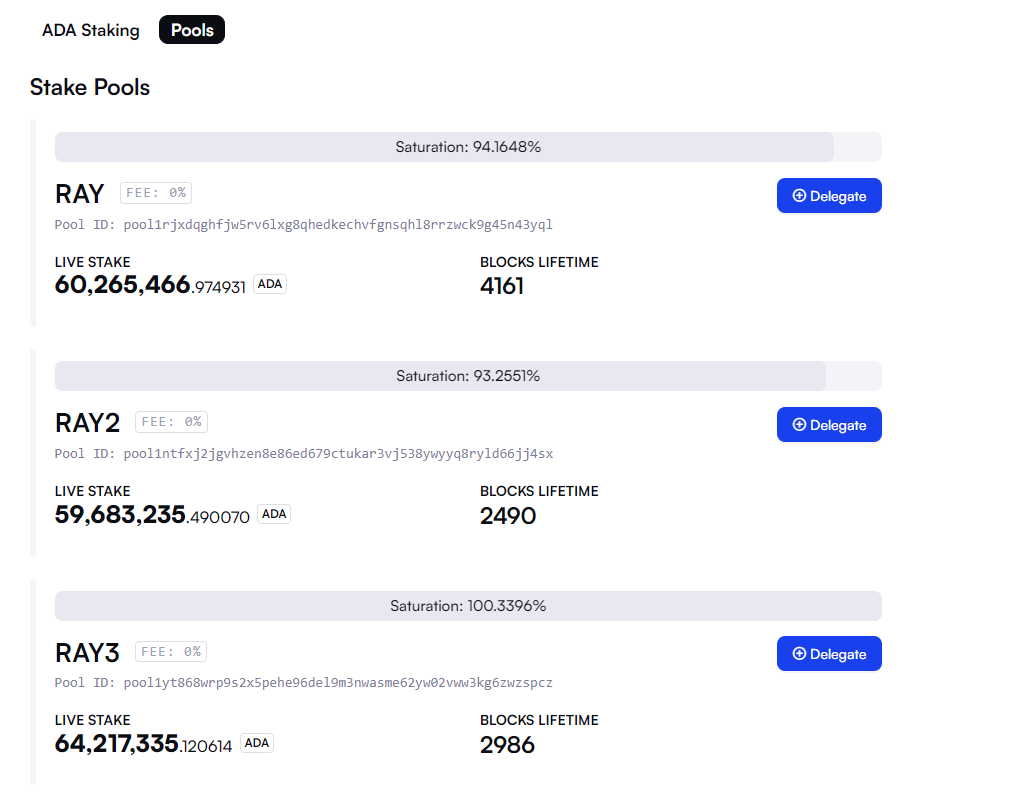 ADA Staking Pools
Stake Pools
Saturation: 94.1648%
RAY FEE: 0% Delegate
Pool ID: pool1rjxdqghfjw5rv6lxg8qhedkechvfgnsqhl8rrzwck9g45n43yql
LIVE STAKE BLOCKS LIFETIME
60,265,466.974931 ADA 4161
Saturation: 93.2551%
RAY2 FEE: 0% Delegate
Pool ID: pool1ntfxj2jgvhzen8e86ed679ctukar3vj538ywyyq8ryld66jj4sx
LIVE STAKE BLOCKS LIFETIME
59,683,235.490070 ADA 2490
Saturation: 100.3396%
RAY3 FEE: 0% Delegate
Pool ID: pool1yt868wrp9s2x5pehe96del9m3nwasme62yw02vww3kg6zwzspcz
LIVE STAKE BLOCKS LIFETIME
64,217,335.120614 ADA 2986